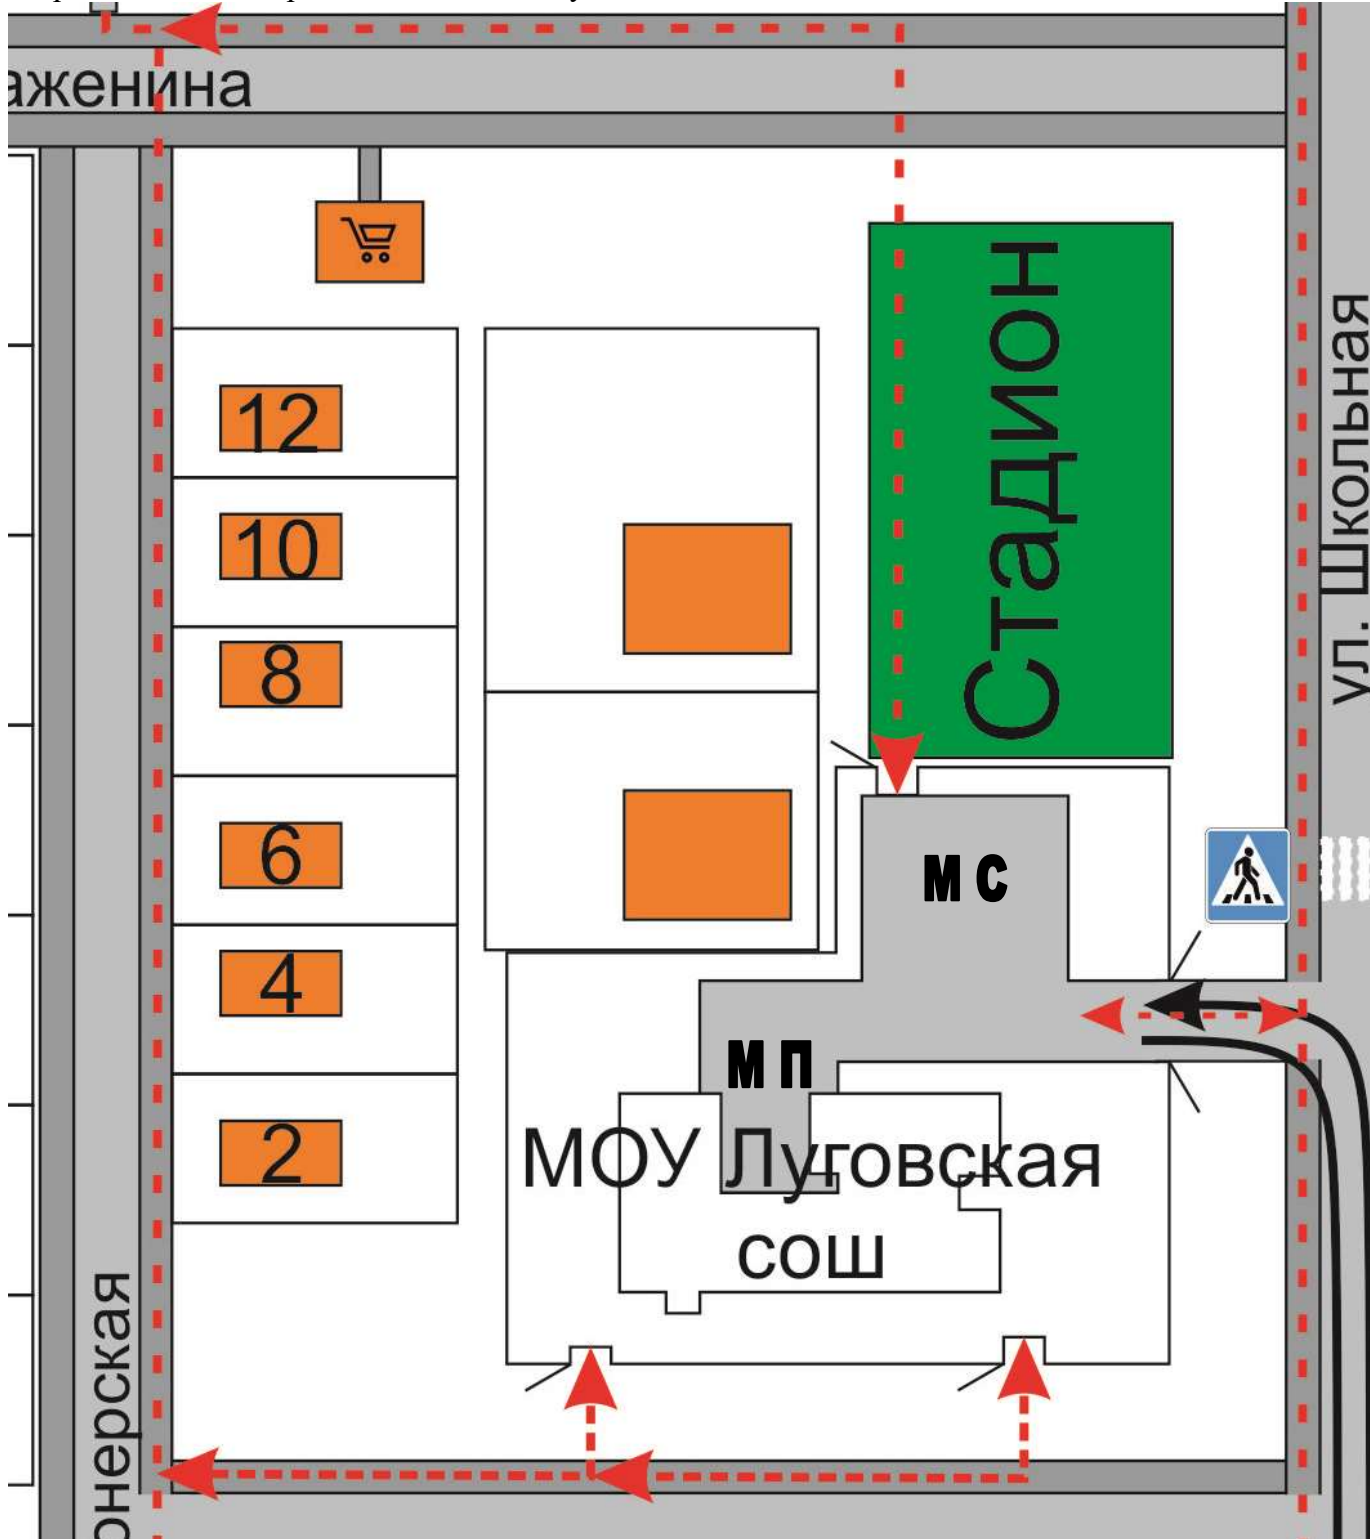 аженина
Стадион
ул. Школьная
12
10
8
6
4
2
М С
М П
МОУ Луговская
сош
онерская